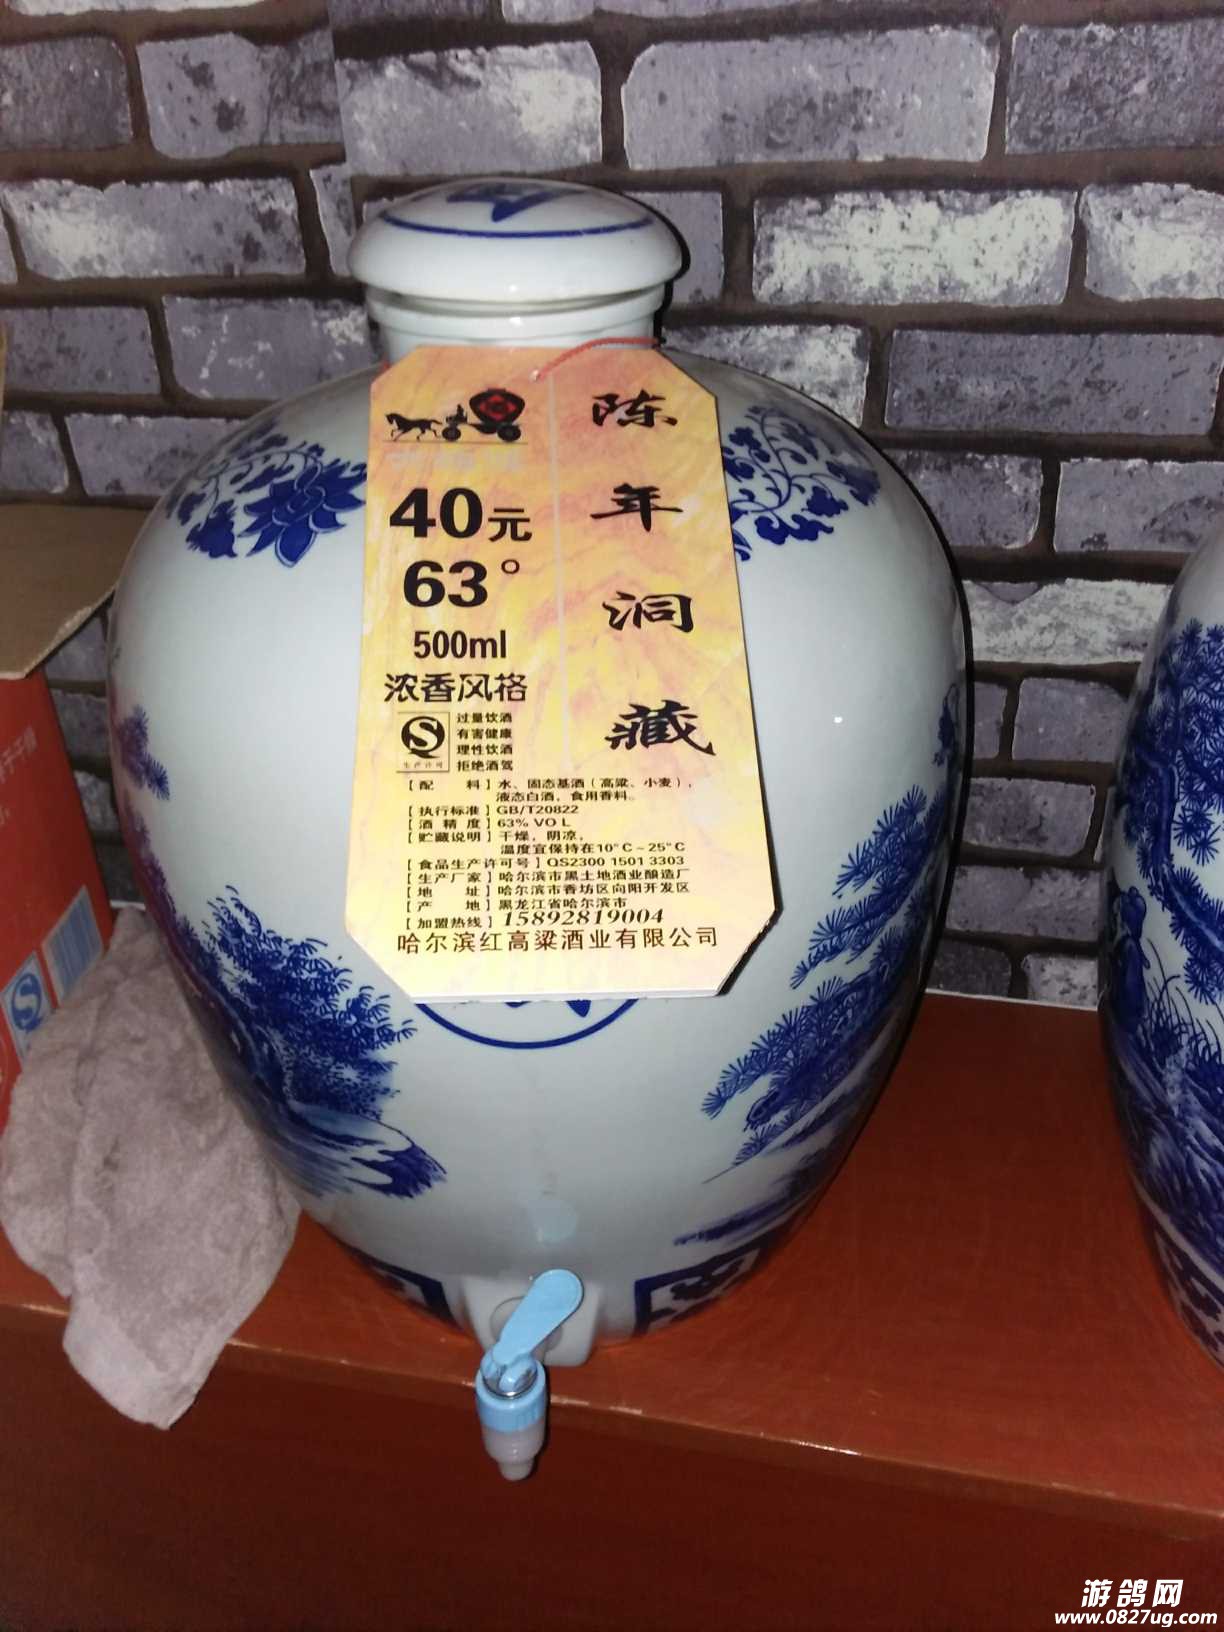 陈年洞藏
40元
63°
500ml
浓香风格
过量饮酒
有害健康
理性饮酒
拒绝酒驾
生产许可
【配 料】水、固态基酒（高粱、小麦），
液态白酒，食用香料。
【执行标准】GB/T20822
【酒精度】63% VO L
【贮藏说明】干燥，阴凉，
温度宜保持在10°C～25°C
【食品生产许可号】QS2300 1501 3303
【生产厂家】哈尔滨市黑土地酒业酿造厂
【地 址】哈尔滨市香坊区向阳开发区
【产 地】黑龙江省哈尔滨市
【加盟热线】15892819004
哈尔滨红高粱酒业有限公司
游鸽网
www.0827ug.com